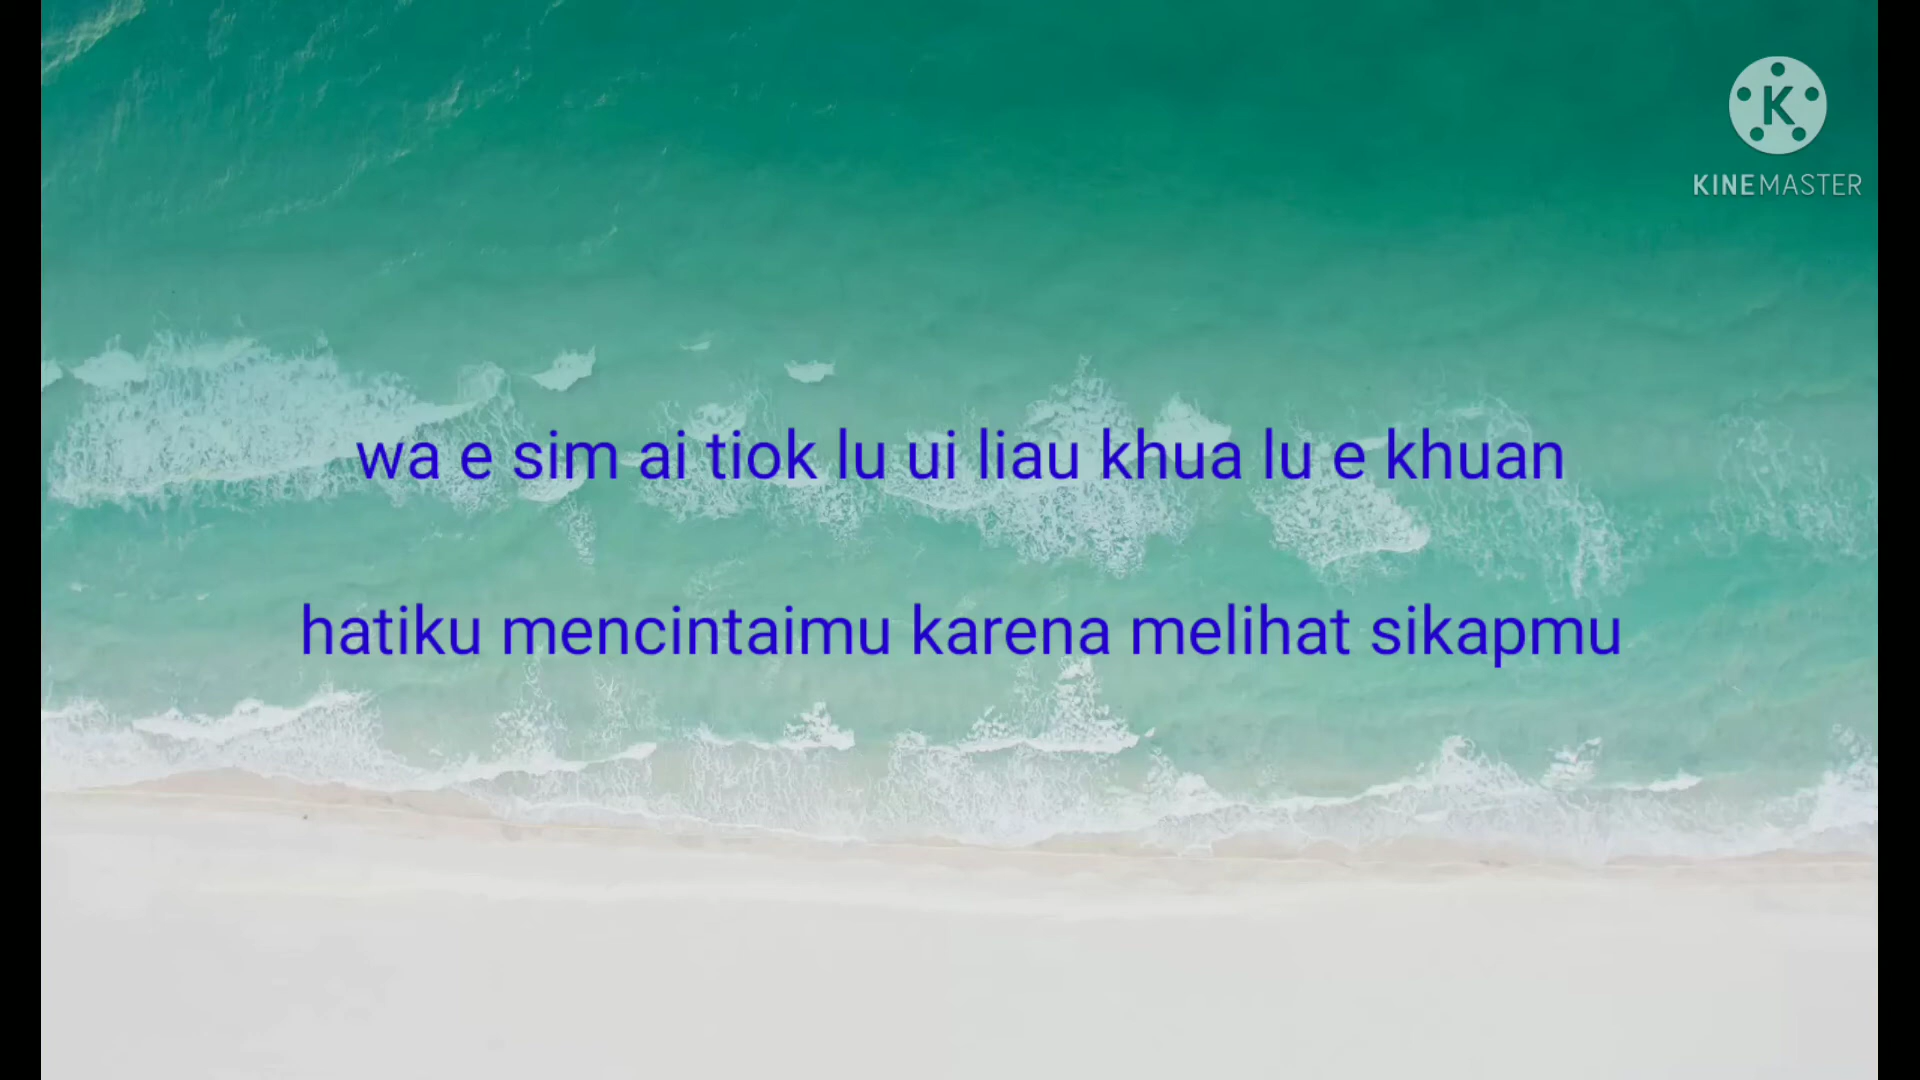 KINEMASTER
wa e sim ai tiok lu ui liau khua lu e khuan
hatiku mencintaimu karena melihat sikapmu